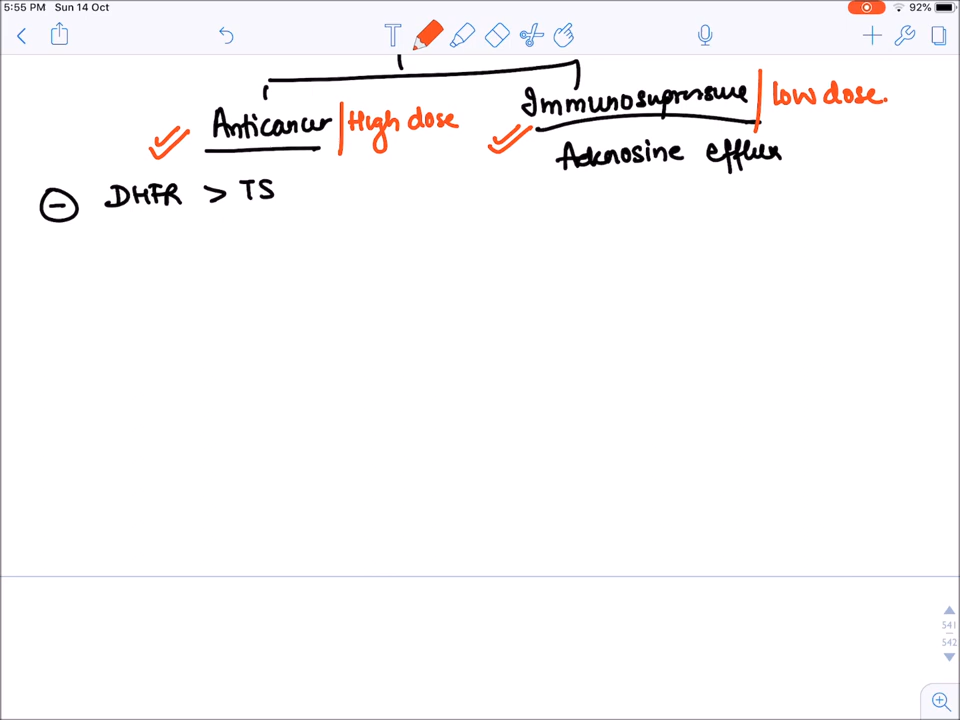 5:55 PM Sun 14 Oct 92%
T
Anticancer | High dose
Immunosupressive | low dose.
Adenosine efflux
- DHFR > TS
541
542